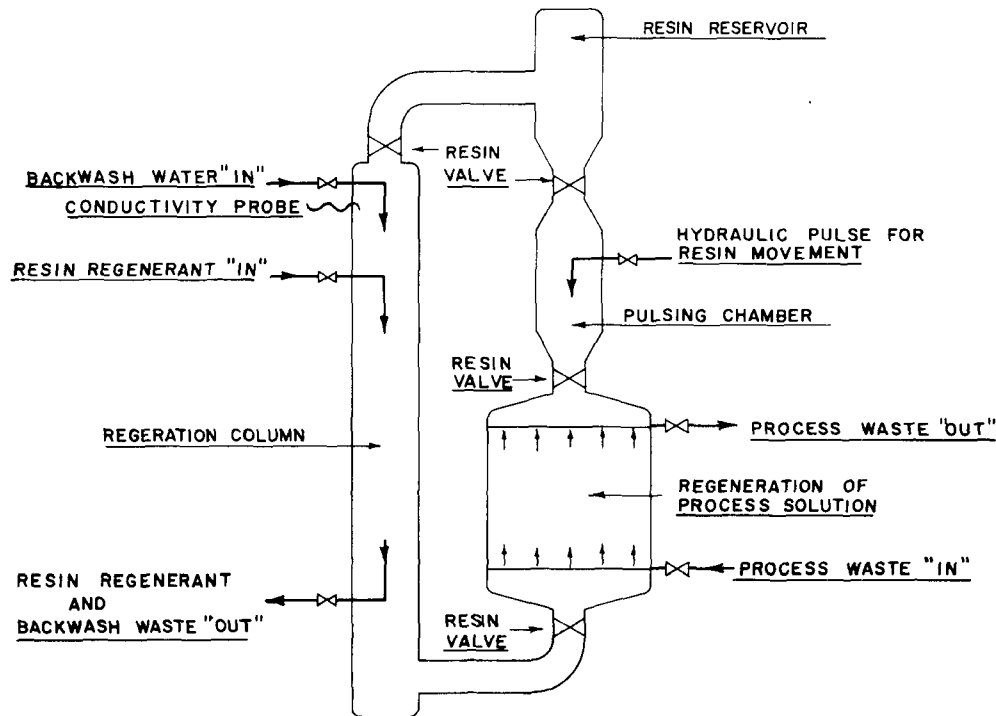 RESIN RESERVOIR
RESIN
VALVE
BACKWASH WATER "IN"
CONDUCTIVITY PROBE
HYDRAULIC PULSE FOR
RESIN MOVEMENT
RESIN REGENERANT "IN"
PULSING CHAMBER
RESIN
VALVE
REGERATION COLUMN
PROCESS WASTE "OUT"
REGENERATION OF
PROCESS SOLUTION
PROCESS WASTE "IN"
RESIN REGENERANT
AND
BACKWASH WASTE "OUT"
RESIN
VALVE